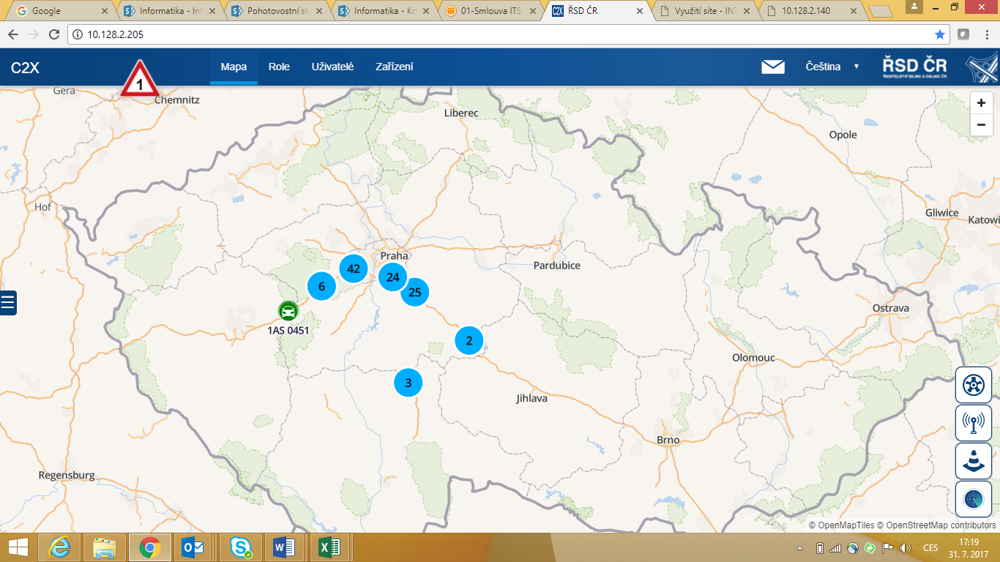 Google
Informatika - Inf
Pohotovostní sl
Informatika - Ko
01-Smlouva ITS
C2X ŘSD ČR
Využití síte - INT
10.128.2.140
10.128.2.205
C2X
1
Mapa
Role
Uživatelé
Zařízení
Čeština
ŘSD ČR
ŘEDITELSTVÍ SILNIC A DÁLNIC ČR
+
−
Gera
Chemnitz
Liberec
Opole
Hof
Gliwice
Katowi
Praha
42
24
6
25
Pardubice
1AS 0451
Ostrava
2
Olomouc
3
Jihlava
Brno
Regensburg
© OpenMapTiles © OpenStreetMap contributors
CES
17:19
31. 7. 2017